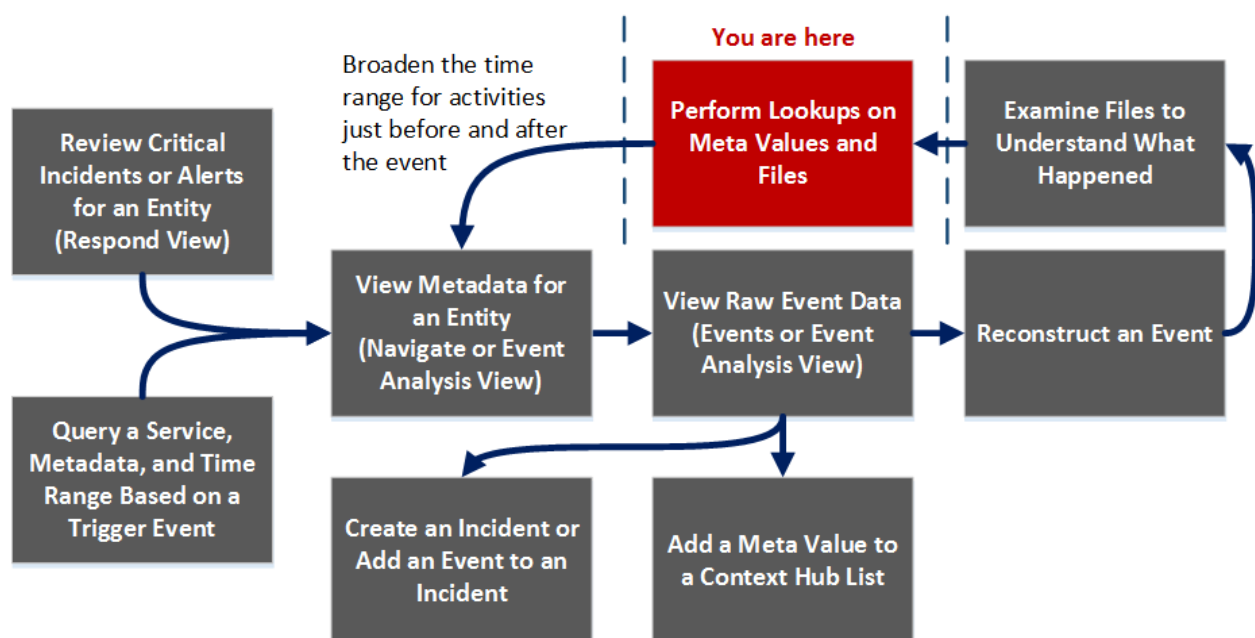 You are here
Broaden the time
range for activities
just before and after
the event
Perform Lookups on
Meta Values and
Files
Examine Files to
Understand What
Happened
Review Critical
Incidents or Alerts
for an Entity
(Respond View)
View Metadata for
an Entity
(Navigate or Event
Analysis View)
View Raw Event Data
(Events or Event
Analysis View)
Reconstruct an Event
Query a Service,
Metadata, and Time
Range Based on a
Trigger Event
Create an Incident or
Add an Event to an
Incident
Add a Meta Value to
a Context Hub List